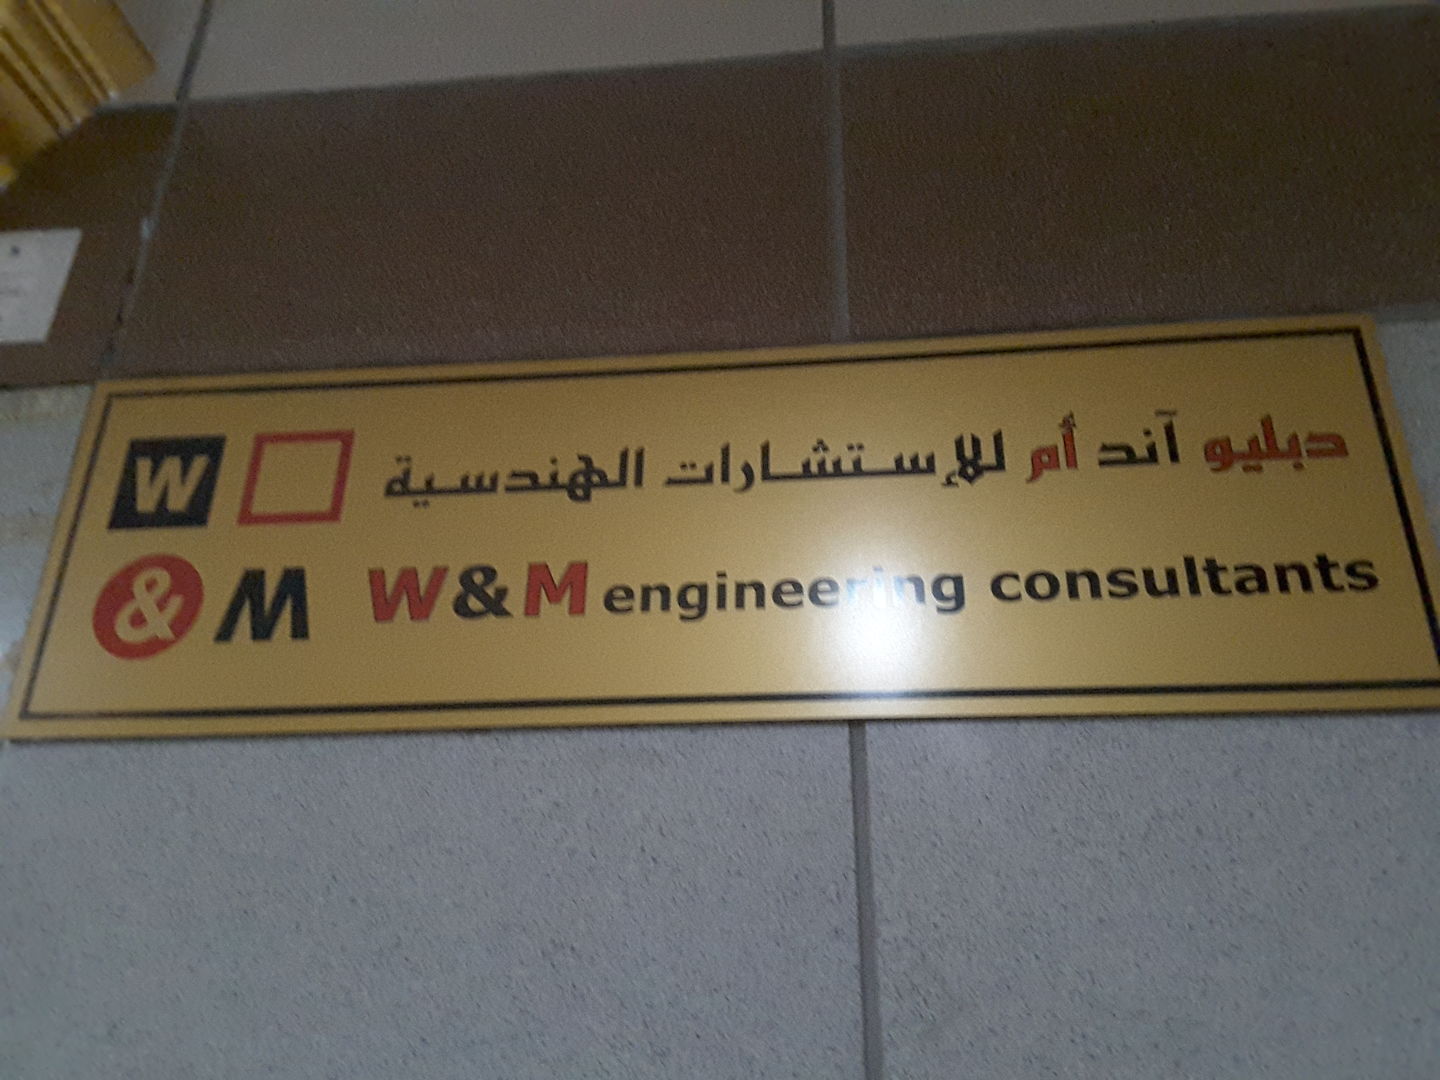 دبليو آند أم للإستشارات الهندسية
W
& M
W & M engineering consultants